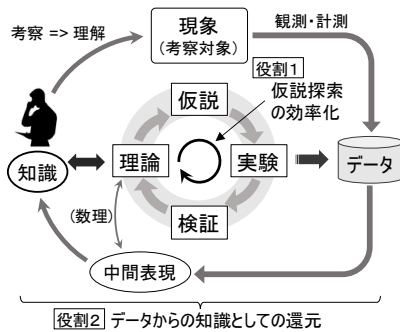 考察 => 理解
現象
(考察対象)
観測・計測
役割1
仮説探索
の効率化
仮説
知識
理論
実験
データ
検証
(数理)
中間表現
役割2 データからの知識としての還元